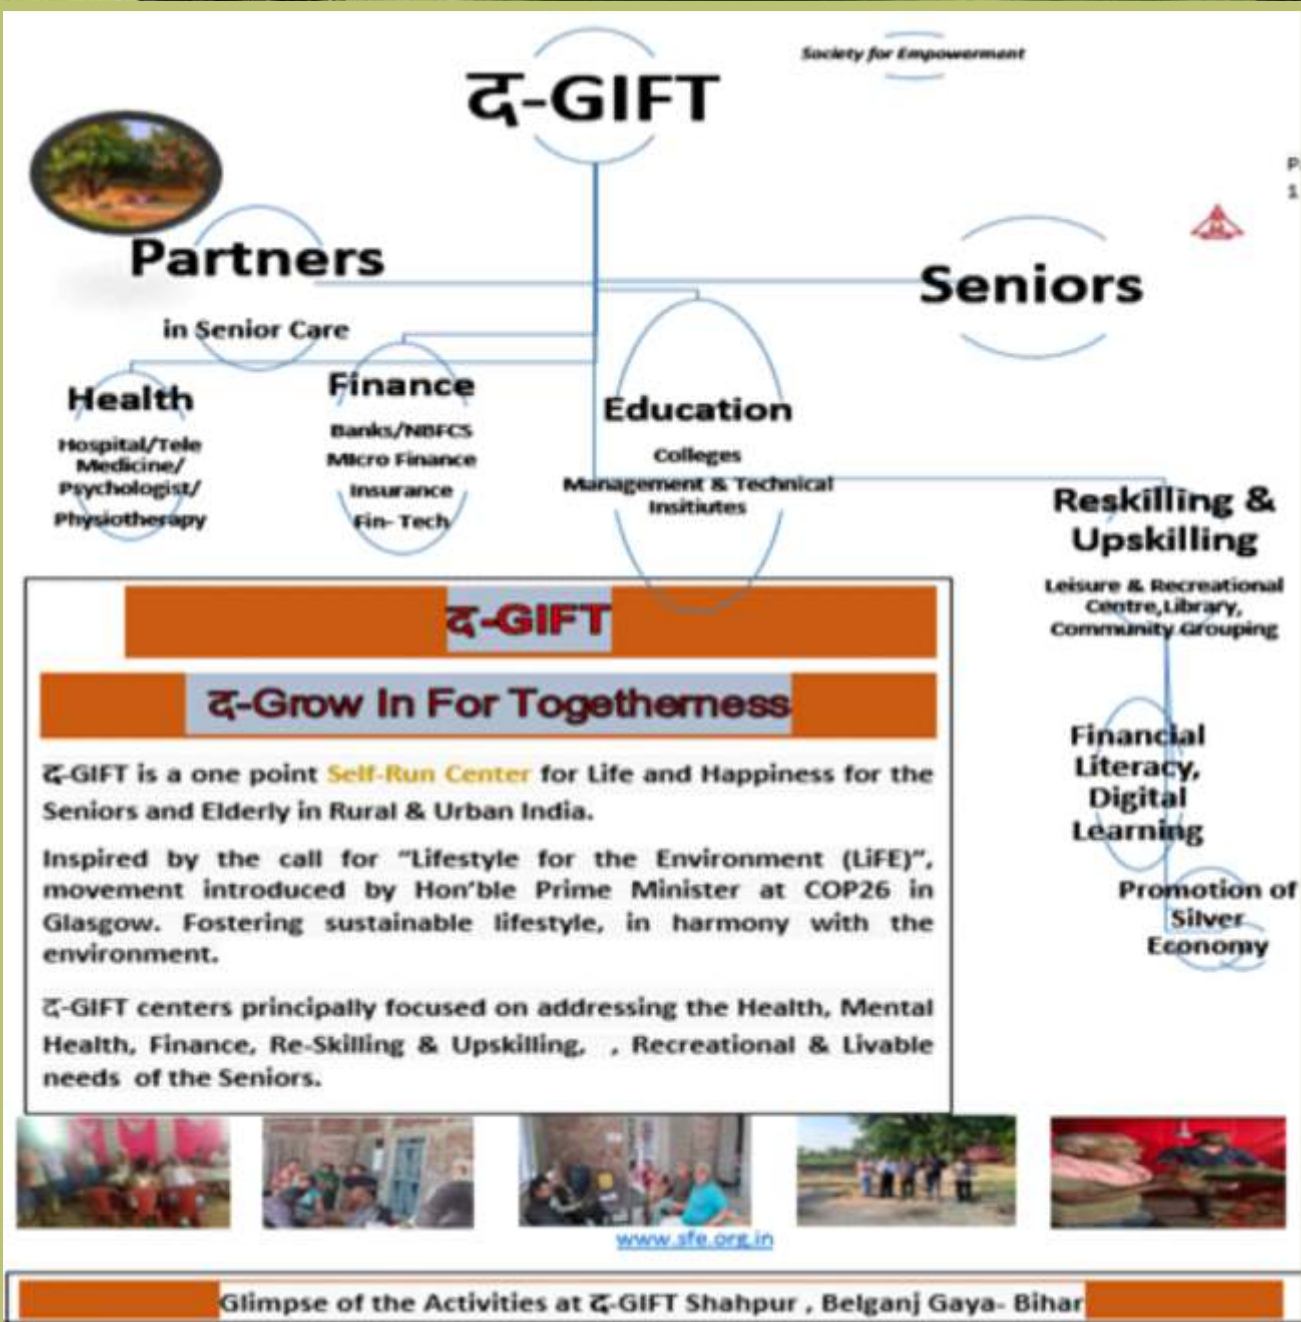 Society for Empowerment
द-GIFT
Partners
in Senior Care
Seniors
Health
Hospital/Tele
Medicine/
Psychologist/
Physiotherapy
Finance
Banks/NBFCS
MIcro Finance
Insurance
Fin- Tech
Education
Colleges
Management & Technical
Insitiutes
Reskilling &
Upskilling
Leisure & Recreational
Centre,Library,
Community Grouping
Financial
Literacy,
Digital
Learning
Promotion of
Silver
Economy
द-GIFT
द-Grow In For Togetherness
द-GIFT is a one point Self-Run Center for Life and Happiness for the
Seniors and Elderly in Rural & Urban India.
Inspired by the call for “Lifestyle for the Environment (LiFE)”,
movement introduced by Hon’ble Prime Minister at COP26 in
Glasgow. Fostering sustainable lifestyle, in harmony with the
environment.
द-GIFT centers principally focused on addressing the Health, Mental
Health, Finance, Re-Skilling & Upskilling, , Recreational & Livable
needs of the Seniors.
www.sfe.org.in
Glimpse of the Activities at द-GIFT Shahpur , Belganj Gaya- Bihar